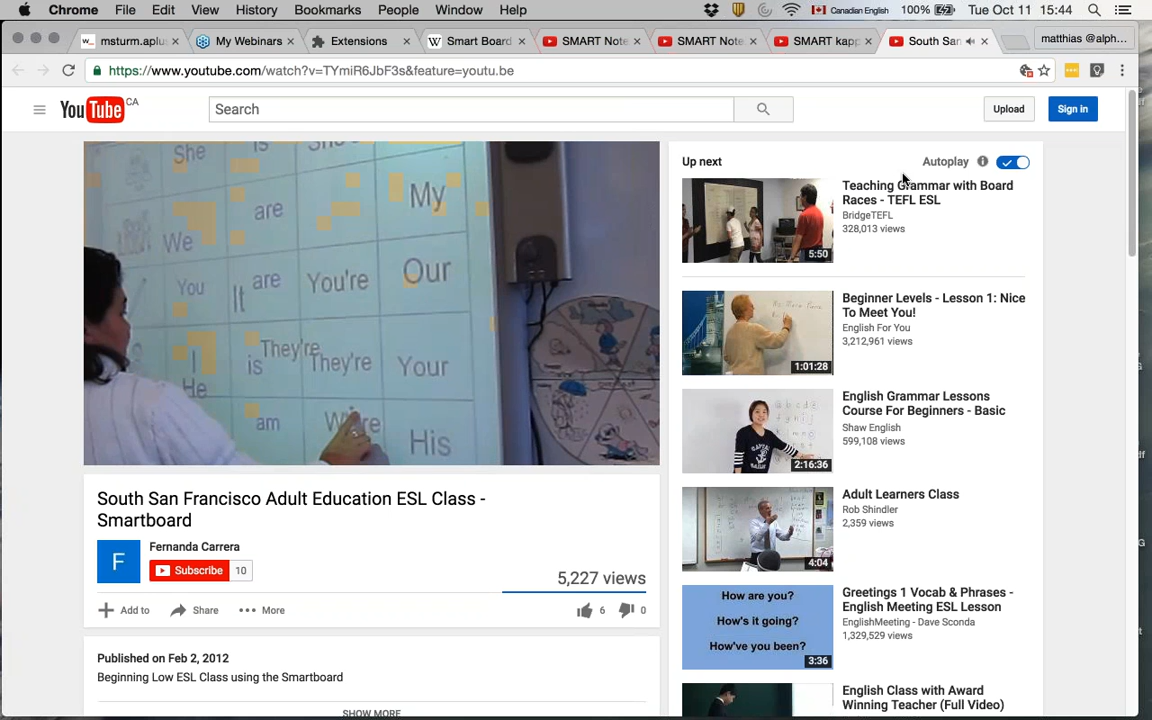 Chrome File Edit View History Bookmarks People Window Help Canadian English 100% Tue Oct 11 15:44
msturm.aplus My Webinars Extensions Smart Board SMART Note SMART Note SMART kapp South San matthias @alph...
https://www.youtube.com/watch?v=TYmiR6JbF3s&feature=youtu.be
YouTube CA Search Upload Sign in
She is
are My
We
You It are You're Our
I is They're They're Your
He
am We're His
South San Francisco Adult Education ESL Class -
Smartboard
F Fernanda Carrera
Subscribe 10
5,227 views
Add to Share More 6 0
Published on Feb 2, 2012
Beginning Low ESL Class using the Smartboard
SHOW MORE
Up next Autoplay
Teaching Grammar with Board
Races - TEFL ESL
BridgeTEFL
328,013 views
5:50
Beginner Levels - Lesson 1: Nice
To Meet You!
English For You
3,212,961 views
1:01:28
English Grammar Lessons
Course For Beginners - Basic
Shaw English
599,108 views
2:16:36
Adult Learners Class
Rob Shindler
2,359 views
4:04
How are you?
How's it going?
How've you been?
3:36
Greetings 1 Vocab & Phrases -
English Meeting ESL Lesson
EnglishMeeting - Dave Sconda
1,329,529 views
English Class with Award
Winning Teacher (Full Video)